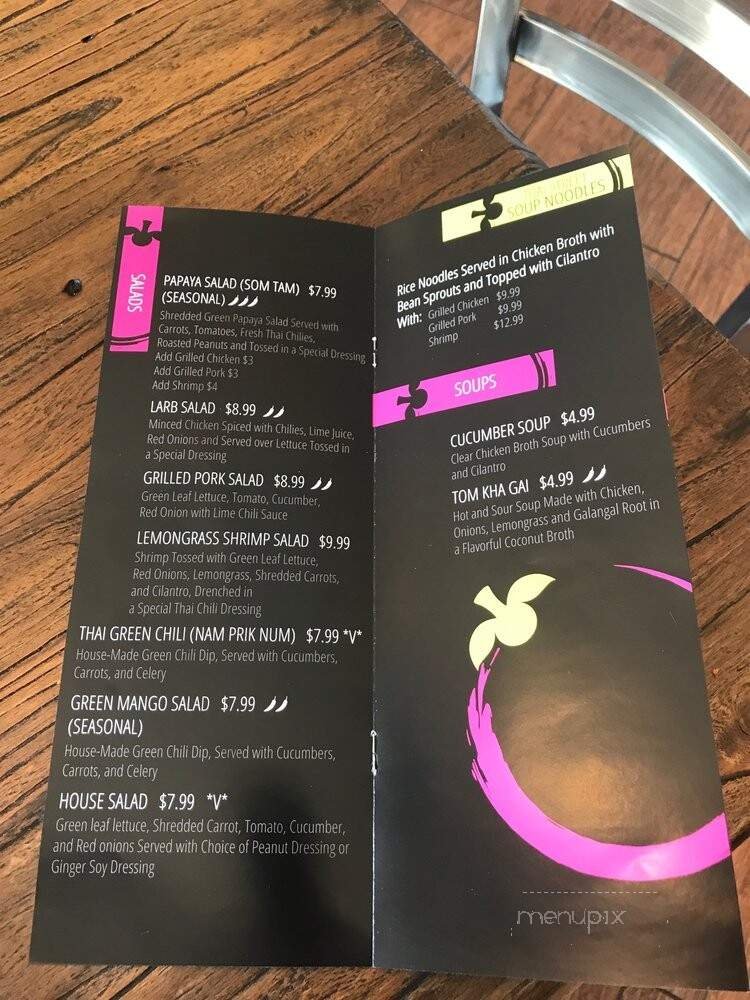 SALADS
PAPAYA SALAD (SOM TAM) $7.99
(SEASONAL)
Shredded Green Papaya Salad Served with
Carrots, Tomatoes, Fresh Thai Chilies,
Roasted Peanuts and Tossed in a Special Dressing
Add Grilled Chicken $3
Add Grilled Pork $3
Add Shrimp $4
LARB SALAD $8.99
Minced Chicken Spiced with Chilies, Lime Juice,
Red Onions and Served over Lettuce Tossed in
a Special Dressing
GRILLED PORK SALAD $8.99
Green Leaf Lettuce, Tomato, Cucumber,
Red Onion with Lime Chili Sauce
LEMONGRASS SHRIMP SALAD $9.99
Shrimp Tossed with Green Leaf Lettuce,
Red Onions, Lemongrass, Shredded Carrots,
and Cilantro, Drenched in
a Special Thai Chili Dressing
THAI GREEN CHILI (NAM PRIK NUM) $7.99 *V*
House-Made Green Chili Dip, Served with Cucumbers,
Carrots, and Celery
GREEN MANGO SALAD $7.99
(SEASONAL)
House-Made Green Chili Dip, Served with Cucumbers,
Carrots, and Celery
HOUSE SALAD $7.99 *V*
Green leaf lettuce, Shredded Carrot, Tomato, Cucumber,
and Red onions Served with Choice of Peanut Dressing or
Ginger Soy Dressing
SOUP NOODLES
Rice Noodles Served in Chicken Broth with
Bean Sprouts and Topped with Cilantro
With: Grilled Chicken $9.99
Grilled Pork $9.99
Shrimp $12.99
SOUPS
CUCUMBER SOUP $4.99
Clear Chicken Broth Soup with Cucumbers
and Cilantro
TOM KHA GAI $4.99
Hot and Sour Soup Made with Chicken,
Onions, Lemongrass and Galangal Root in
a Flavorful Coconut Broth
menupix